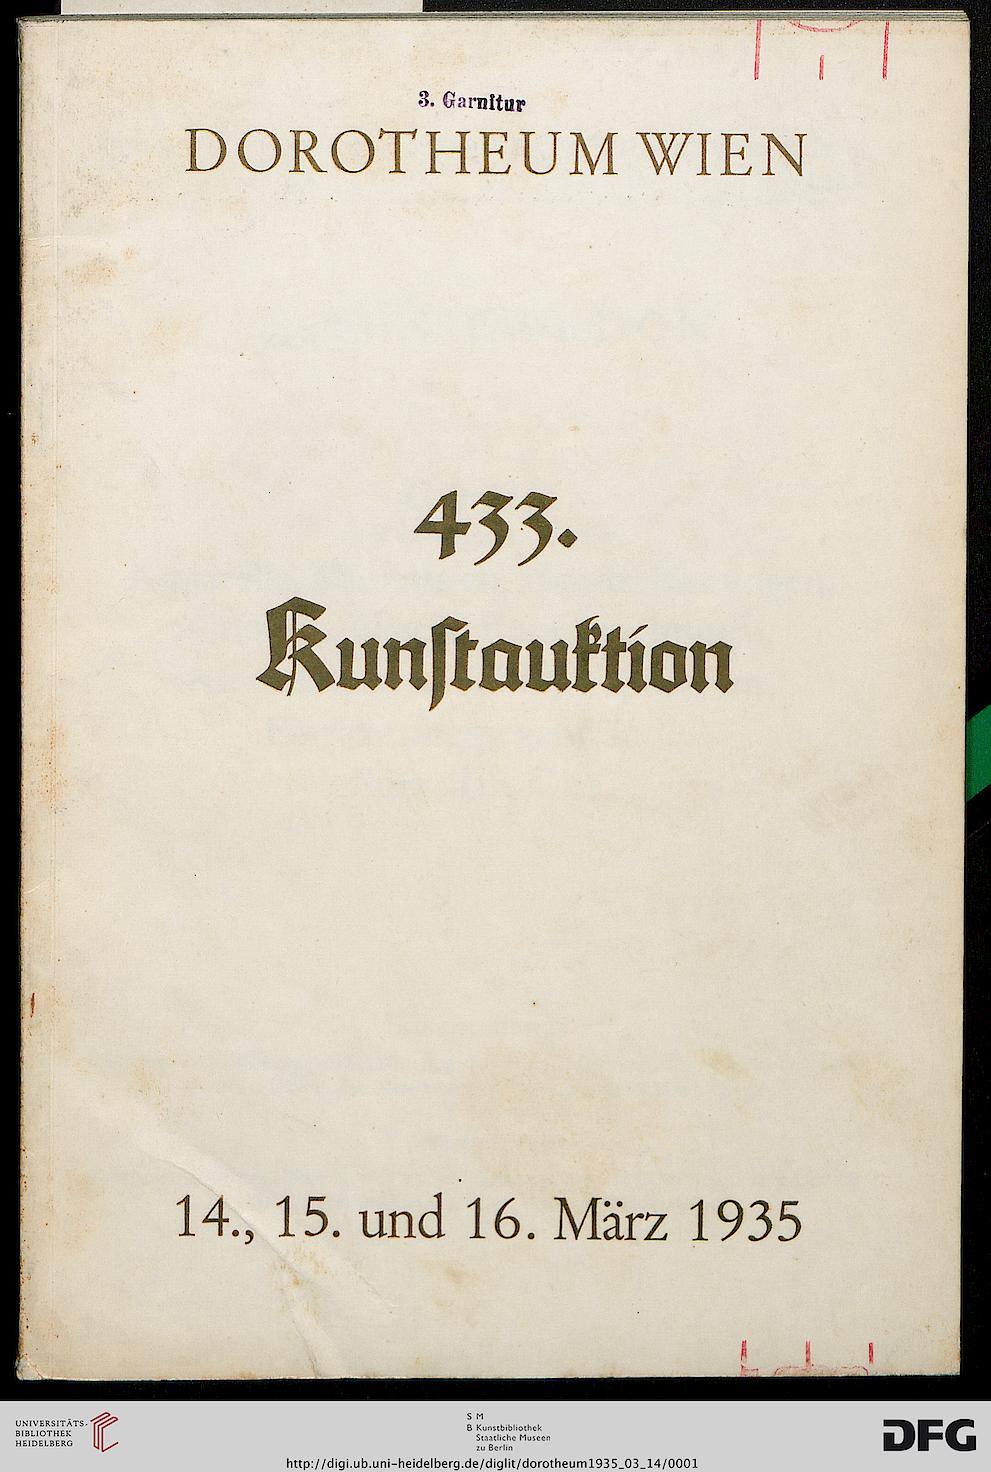 3. Garnitur
DOROTHEUM WIEN
433.
Kunſtauktion
14., 15. und 16. März 1935
UNIVERSITÄTS-
BIBLIOTHEK
HEIDELBERG
S M
B Kunstbibliothek
Staatliche Museen
zu Berlin
DFG
http://digi.ub.uni-heidelberg.de/diglit/dorotheum1935_03_14/0001